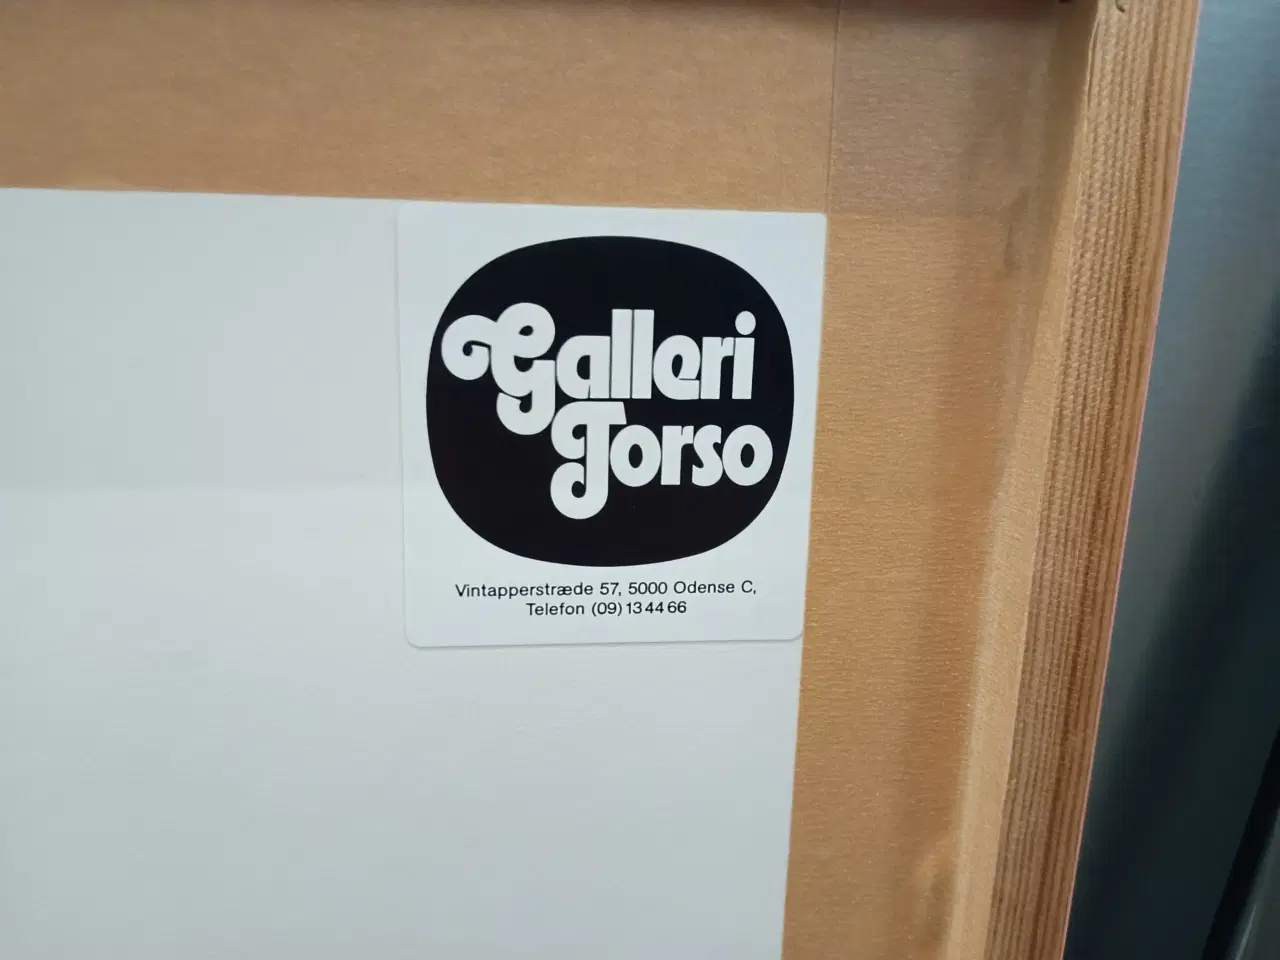 Galleri
Torso
Vintapperstræde 57, 5000 Odense C,
Telefon (09) 13 44 66